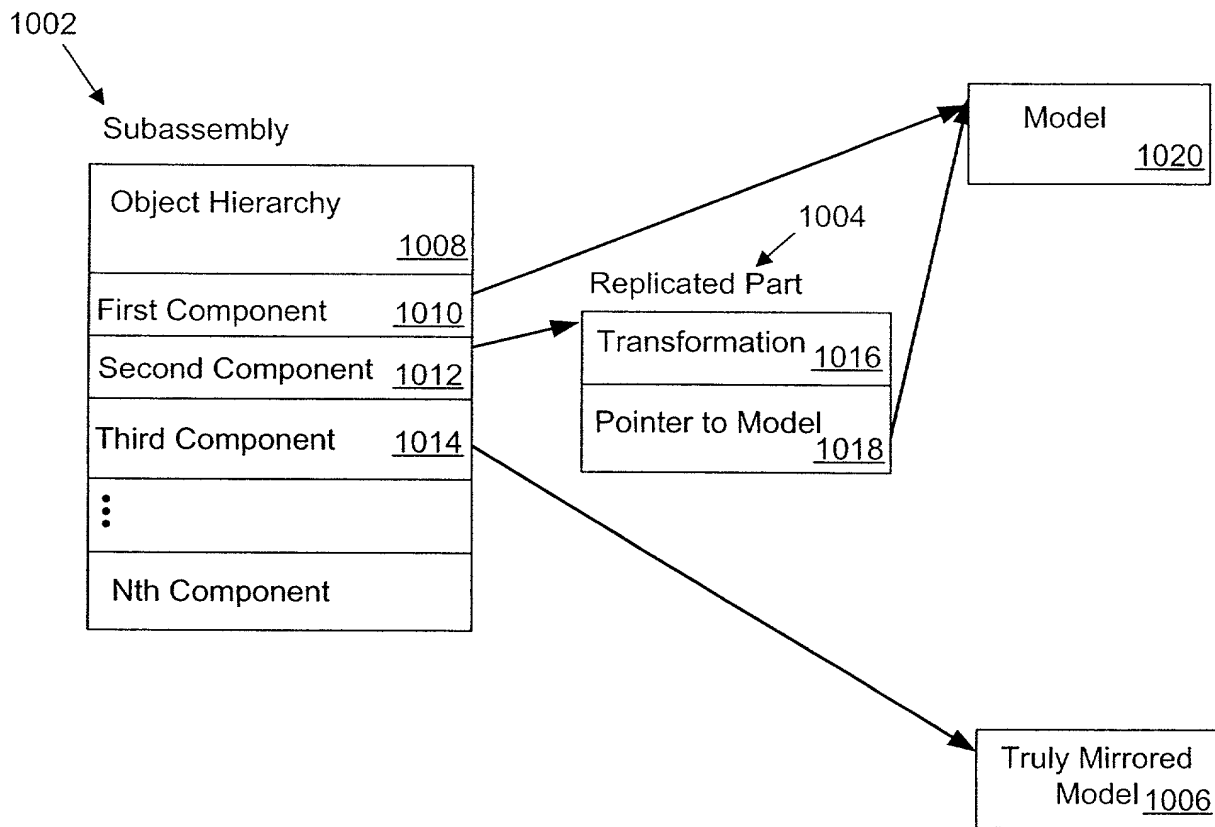 1002
Subassembly
Object Hierarchy
1008
First Component 1010
Second Component 1012
Third Component 1014
Nth Component
1004
Replicated Part
Transformation 1016
Pointer to Model
1018
Model
1020
Truly Mirrored
Model 1006